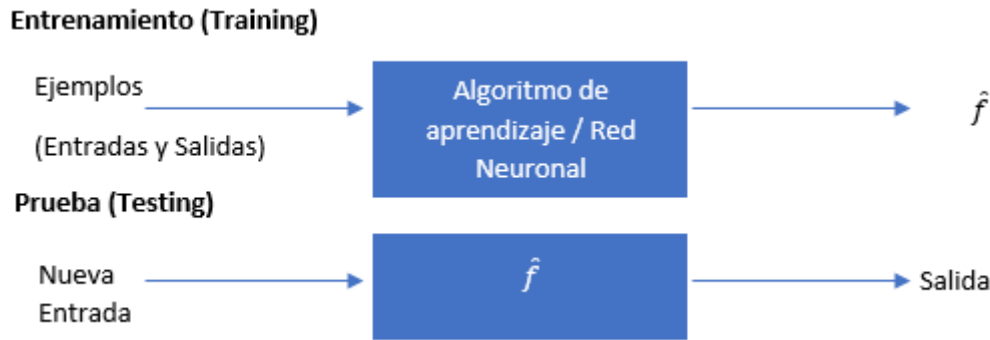 Entrenamiento (Training)
Ejemplos
(Entradas y Salidas)
Algoritmo de
aprendizaje / Red
Neuronal
f̂
Prueba (Testing)
Nueva
Entrada
f̂
Salida